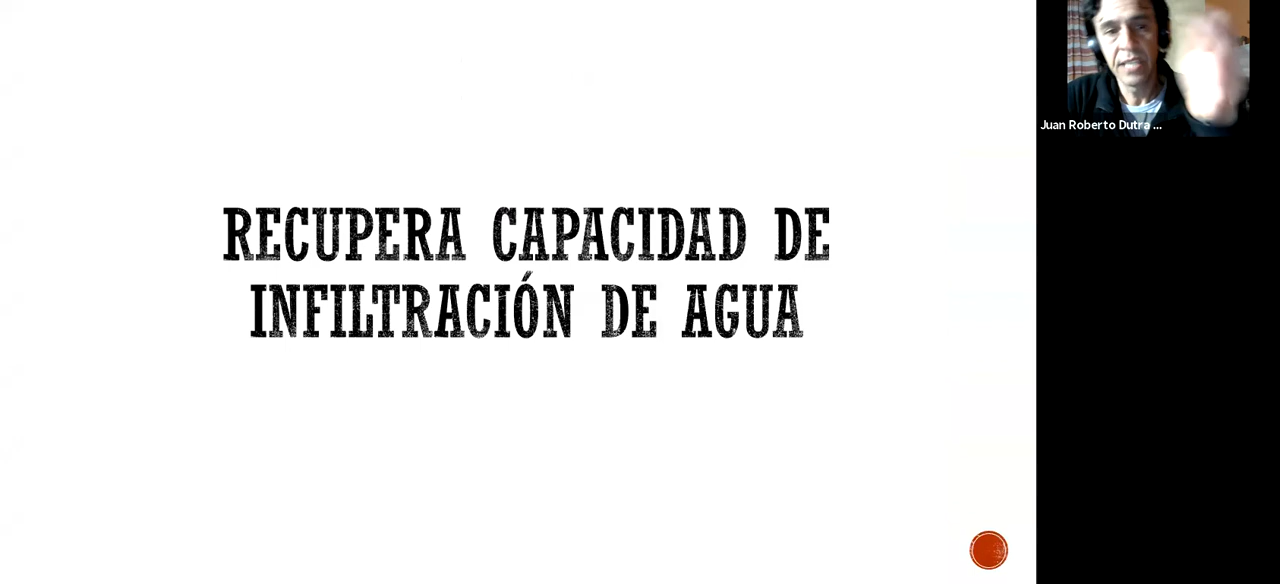 RECUPERA CAPACIDAD DE
INFILTRACIÓN DE AGUA
Juan Roberto Dutra ...